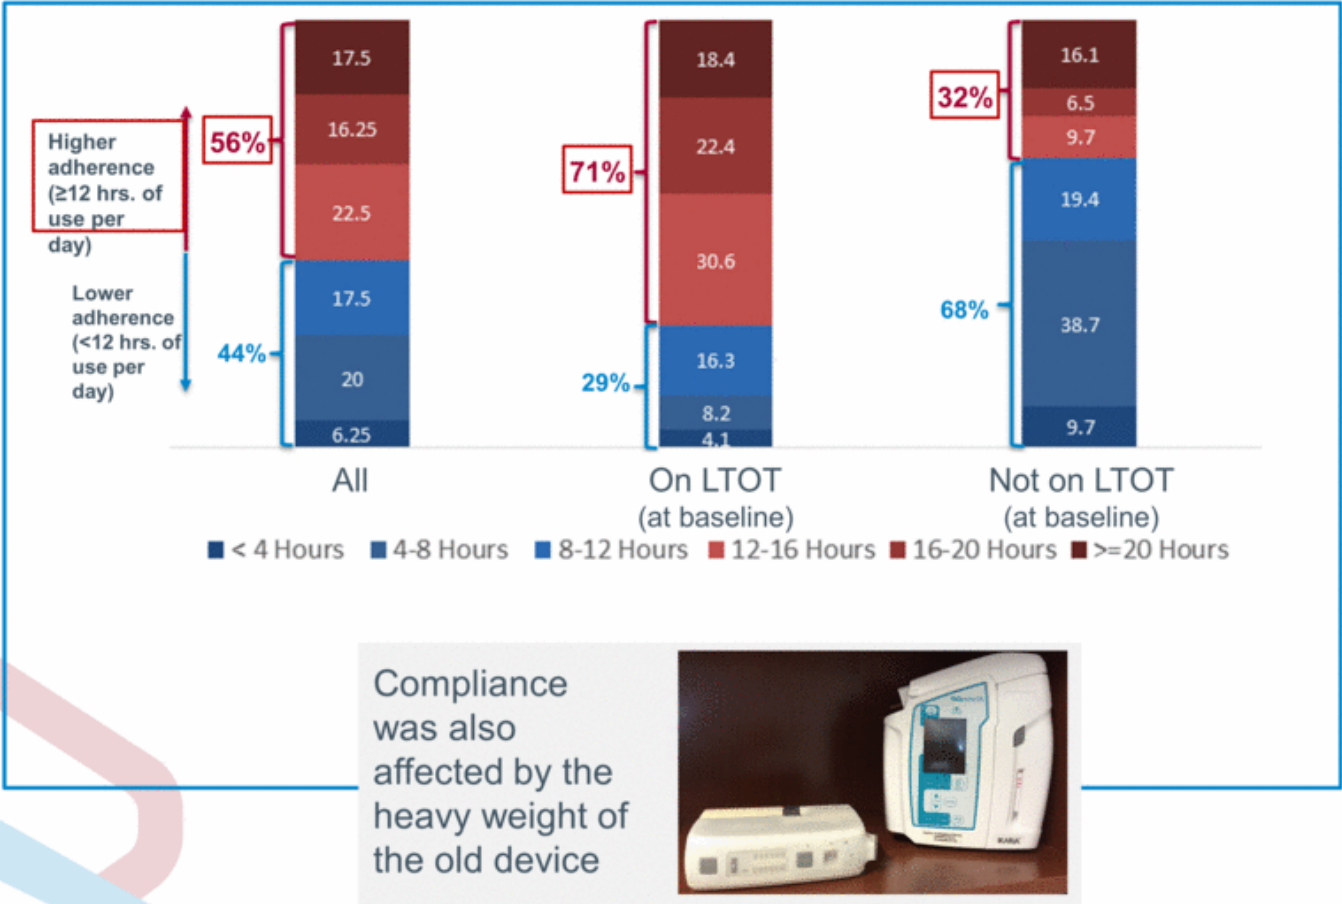 Higher
adherence
(≥12 hrs. of
use per
day)
Lower
adherence
(<12 hrs. of
use per
day)
56%
44%
17.5
16.25
22.5
17.5
20
6.25
All
71%
29%
18.4
22.4
30.6
16.3
8.2
4.1
On LTOT
(at baseline)
32%
68%
16.1
6.5
9.7
19.4
38.7
9.7
Not on LTOT
(at baseline)
< 4 Hours 4-8 Hours 8-12 Hours 12-16 Hours 16-20 Hours >=20 Hours
Compliance
was also
affected by the
heavy weight of
the old device